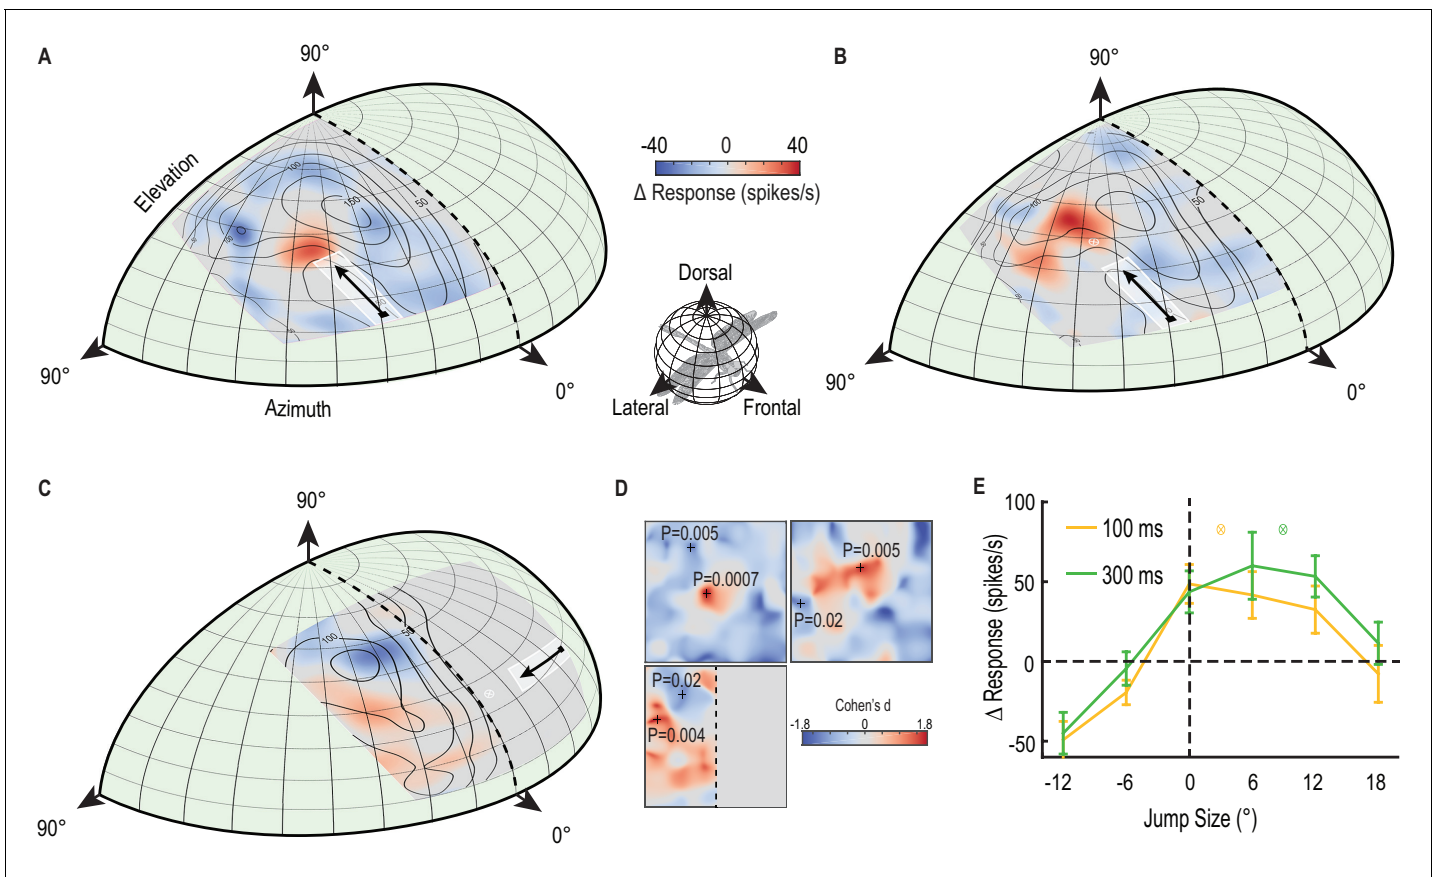 A
90°
Elevation
100
150
50
100
90°
Azimuth
0°
-40 0 40
Δ Response (spikes/s)
Dorsal
Lateral
Frontal
B
90°
100
50
90°
0°
C
90°
100
50
90°
0°
D
P=0.005
P=0.0007
P=0.005
P=0.02
P=0.02
P=0.004
Cohen's d
-1.8 0 1.8
E
100
50
0
-50
Δ Response (spikes/s)
100 ms
300 ms
-12 -6 0 6 12 18
Jump Size (°)